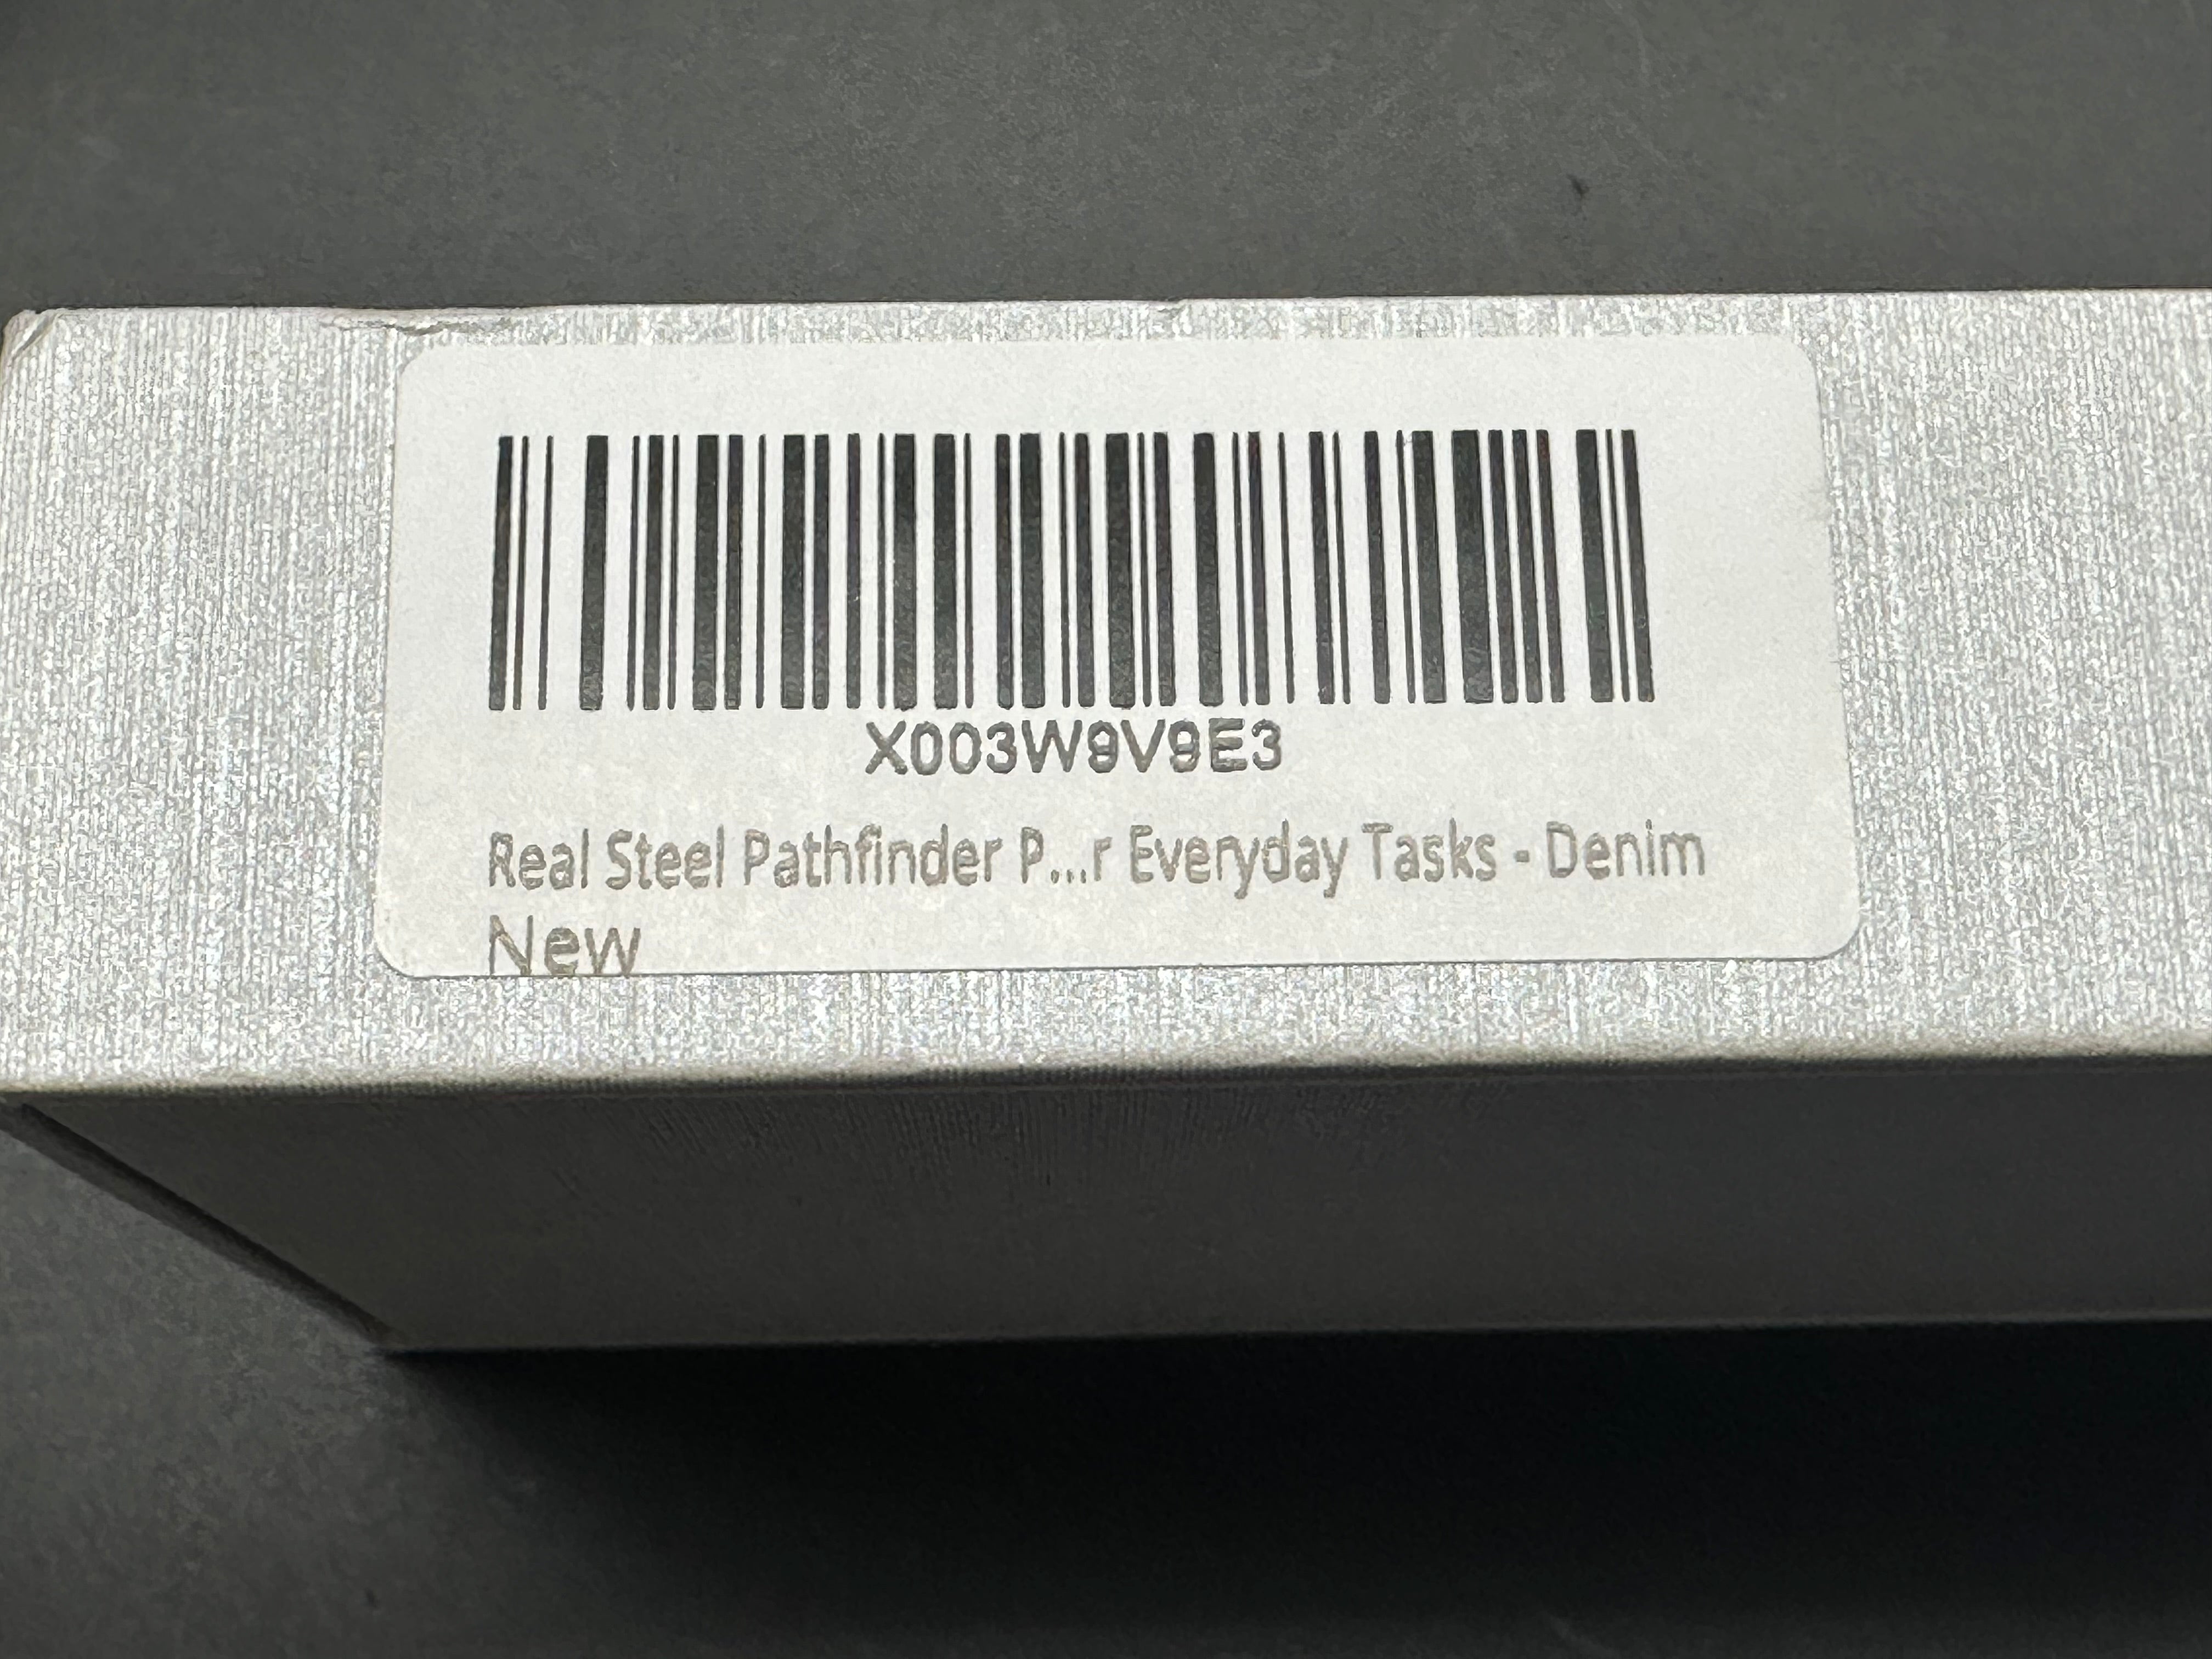 X003W9V9E3
Real Steel Pathfinder P...r Everyday Tasks - Denim
New